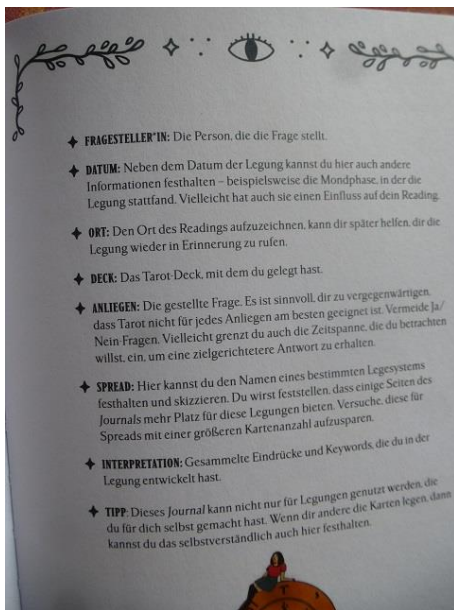 FRAGESTELLER*IN: Die Person, die die Frage stellt.
DATUM: Neben dem Datum der Legung kannst du hier auch andere
Informationen festhalten – beispielsweise die Mondphase, in der die
Legung stattfand. Vielleicht hat auch sie einen Einfluss auf dein Reading.
ORT: Den Ort des Readings aufzuzeichnen, kann dir später helfen, dir die
Legung wieder in Erinnerung zu rufen.
DECK: Das Tarot-Deck, mit dem du gelegt hast.
ANLIEGEN: Die gestellte Frage. Es ist sinnvoll, dir zu vergegenwärtigen,
dass Tarot nicht für jedes Anliegen am besten geeignet ist. Vermeide Ja/
Nein-Fragen. Vielleicht grenzt du auch die Zeitspanne, die du betrachten
willst, ein, um eine zielgerichtetere Antwort zu erhalten.
SPREAD: Hier kannst du den Namen eines bestimmten Legesystems
festhalten und skizzieren. Du wirst feststellen, dass einige Seiten des
Journals mehr Platz für diese Legungen bieten. Versuche, diese für
Spreads mit einer größeren Kartenanzahl aufzusparen.
INTERPRETATION: Gesammelte Eindrücke und Keywords, die du in der
Legung entwickelt hast.
TIPP: Dieses Journal kann nicht nur für Legungen genutzt werden, die
du für dich selbst gemacht hast. Wenn dir andere die Karten legen, dann
kannst du das selbstverständlich auch hier festhalten.